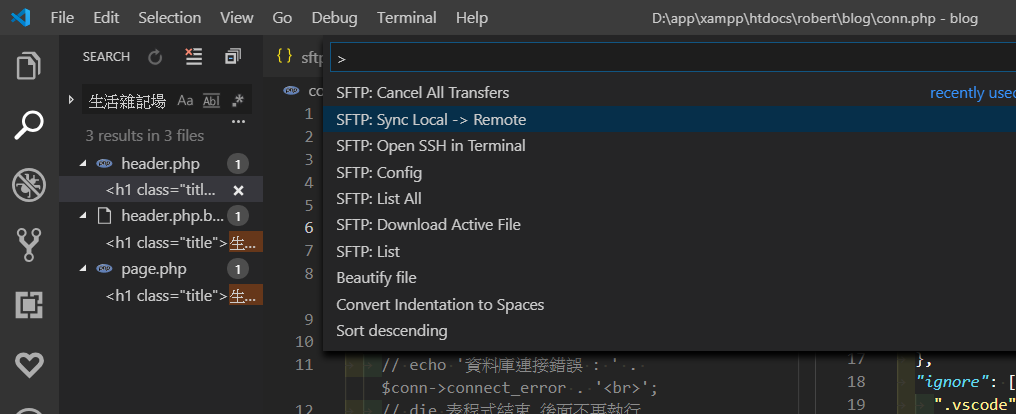 File Edit Selection View Go Debug Terminal Help D:\app\xampp\htdocs\robert\blog\conn.php - blog
SEARCH
生活雜記場 Aa Abl .*
3 results in 3 files
header.php 1
<h1 class="titl...
header.php.b... 1
<h1 class="title">生...
page.php 1
<h1 class="title">生...
{ } sftp
co
>
SFTP: Cancel All Transfers recently used
SFTP: Sync Local -> Remote
SFTP: Open SSH in Terminal
SFTP: Config
SFTP: List All
SFTP: Download Active File
SFTP: List
Beautify file
Convert Indentation to Spaces
Sort descending
1
2
3
4
5
6
7
8
9
10
11 // echo '資料庫連接錯誤 : ' .
$conn->connect_error . '<br>';
12 // die 表程式結束 後面不再執行
17 },
18 "ignore": [
".vscode"